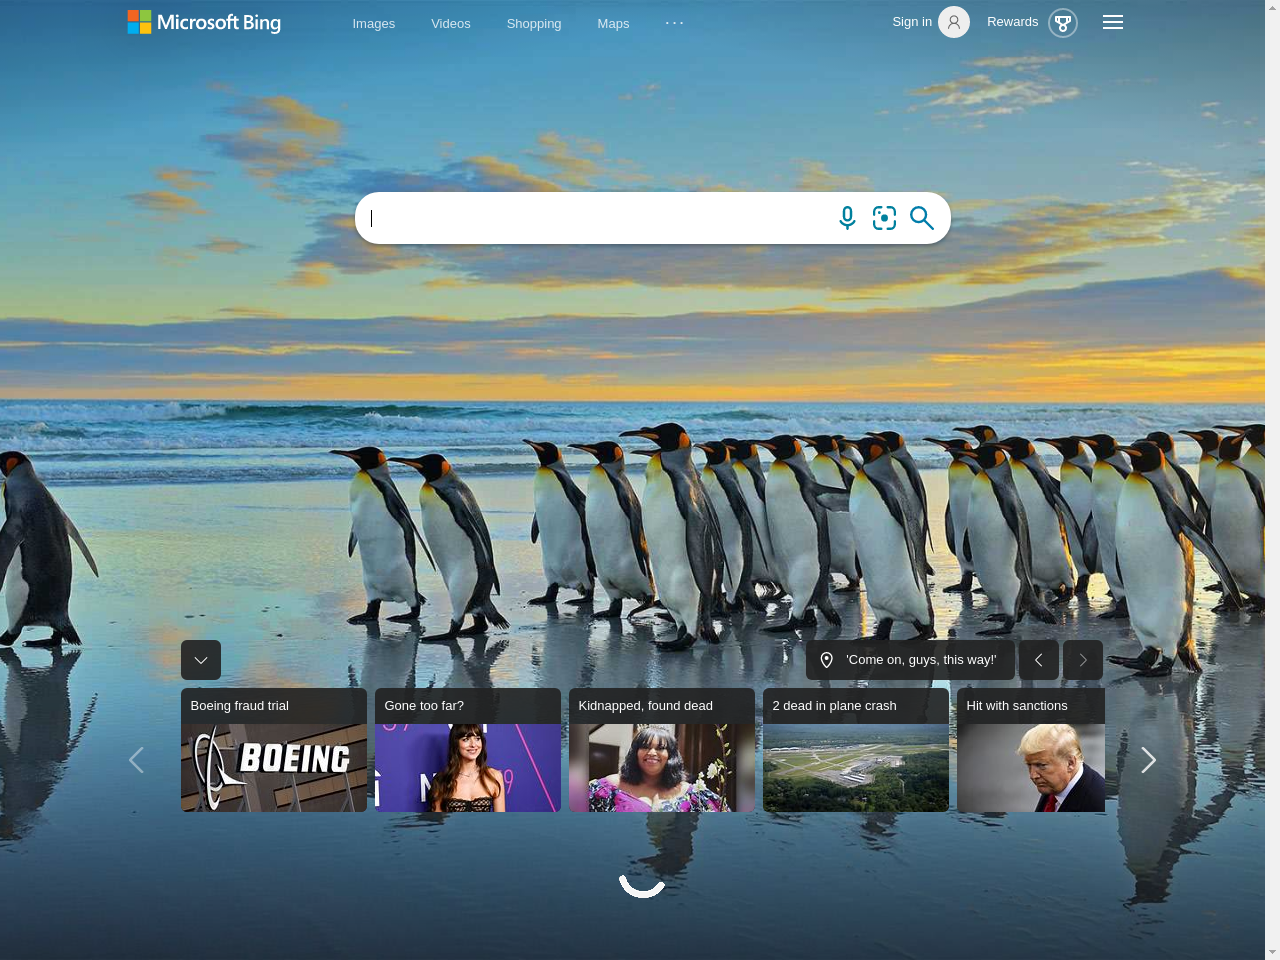 Microsoft Bing
Images
Videos
Shopping
Maps
Sign in
Rewards
'Come on, guys, this way!'
Boeing fraud trial
Gone too far?
Kidnapped, found dead
2 dead in plane crash
Hit with sanctions
BOEING